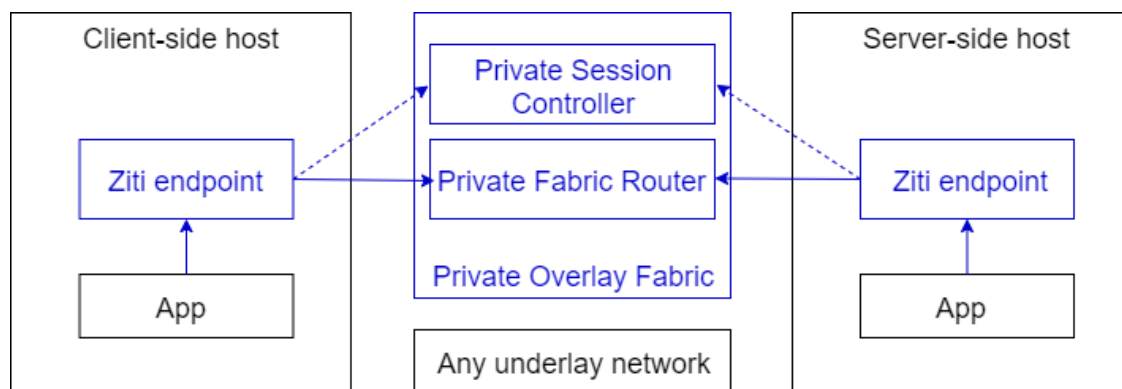 Client-side host
Private Session
Controller
Server-side host
Ziti endpoint
Private Fabric Router
Ziti endpoint
Private Overlay Fabric
App
App
Any underlay network